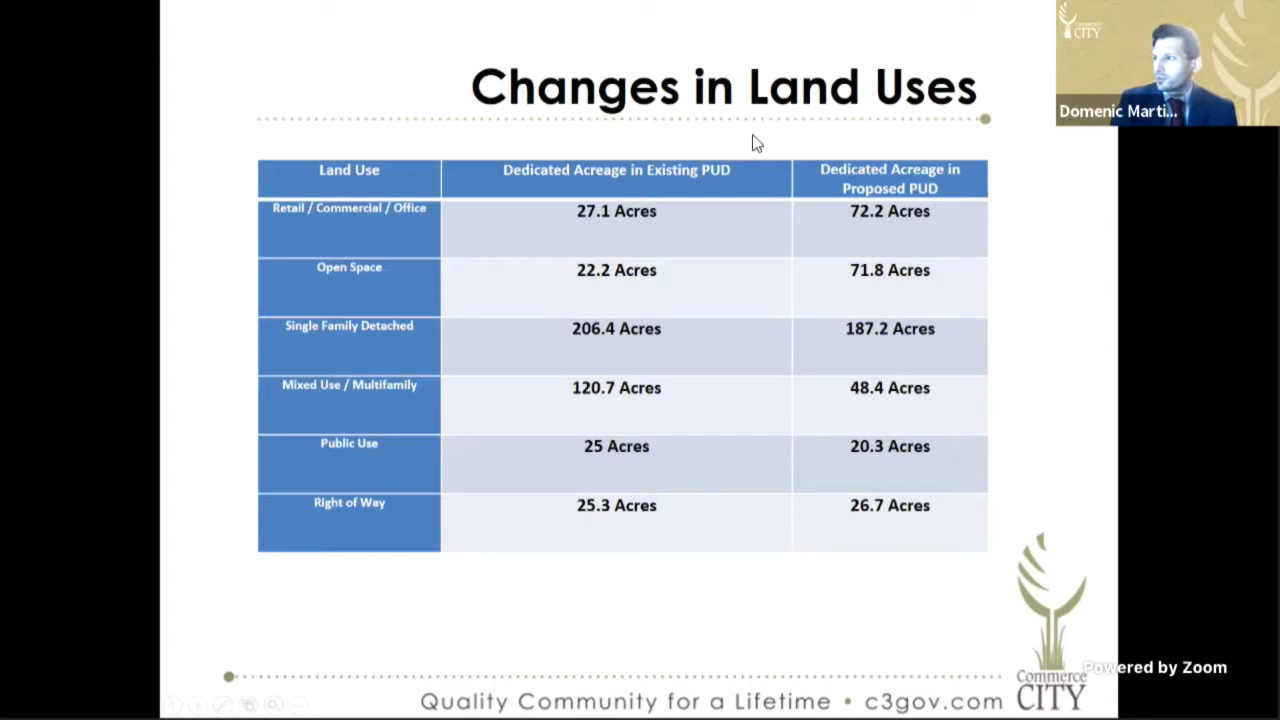 Changes in Land Uses
Commerce
CITY
Domenic Marti...
Land Use
Dedicated Acreage in Existing PUD
Dedicated Acreage in
Proposed PUD
Retail / Commercial / Office
27.1 Acres
72.2 Acres
Open Space
22.2 Acres
71.8 Acres
Single Family Detached
206.4 Acres
187.2 Acres
Mixed Use / Multifamily
120.7 Acres
48.4 Acres
Public Use
25 Acres
20.3 Acres
Right of Way
25.3 Acres
26.7 Acres
Powered by Zoom
Commerce
CITY
Quality Community for a Lifetime • c3gov.com